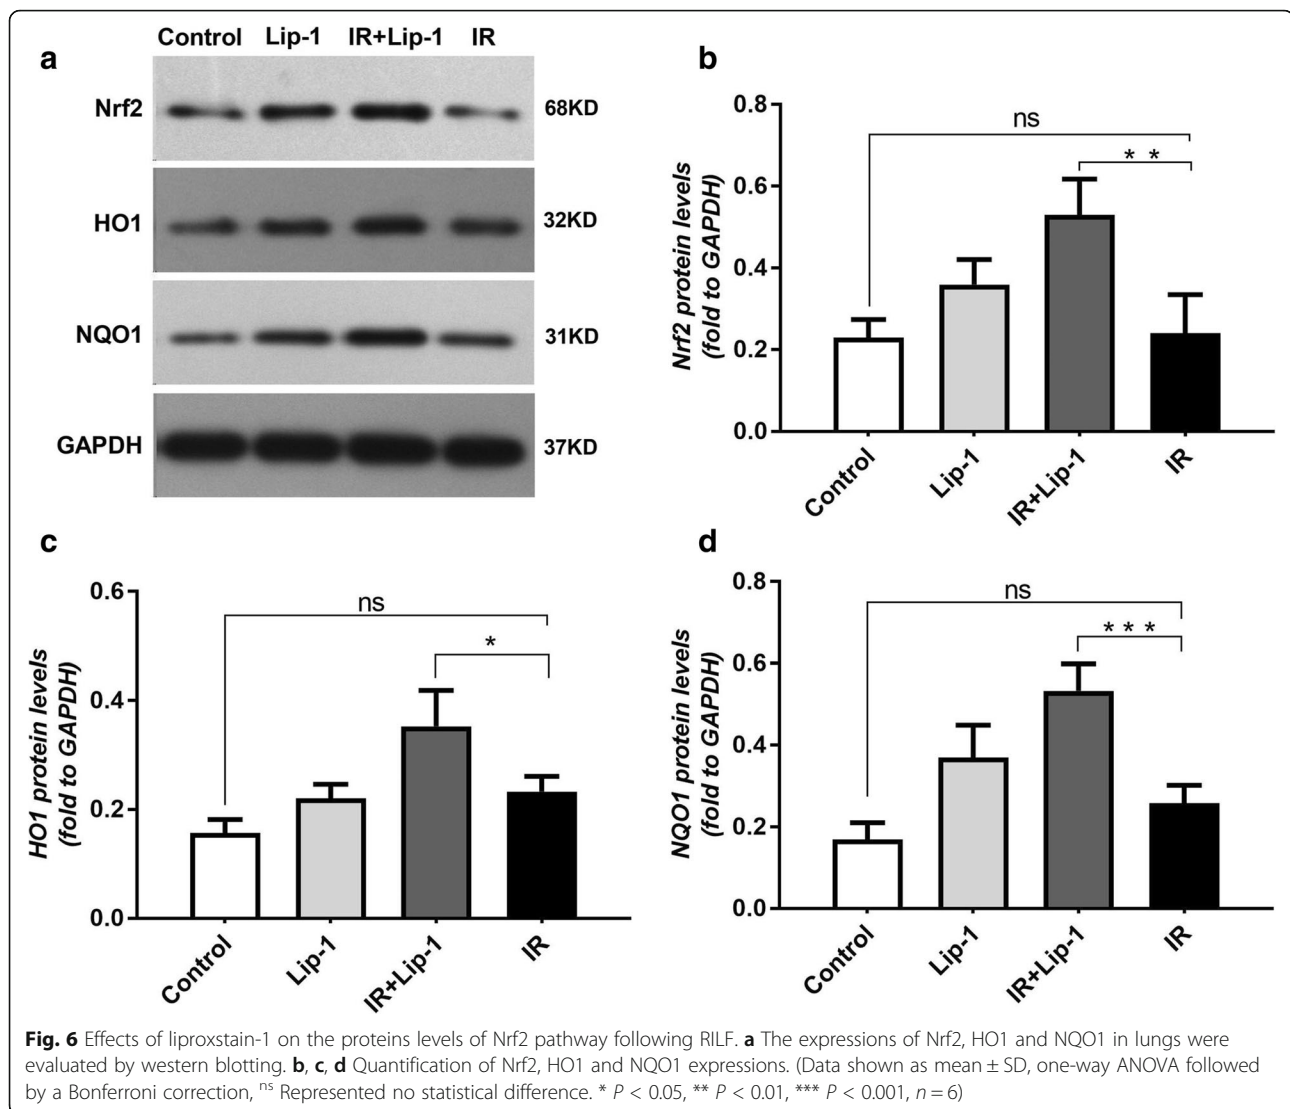 a
Control Lip-1 IR+Lip-1 IR
Nrf2 68KD
HO1 32KD
NQO1 31KD
GAPDH 37KD
b
Nrf2 protein levels
(fold to GAPDH)
0.8
0.6
0.4
0.2
0.0
ns
* *
Control
Lip-1
IR+Lip-1
IR
c
HO1 protein levels
(fold to GAPDH)
0.6
0.4
0.2
0.0
ns
*
Control
Lip-1
IR+Lip-1
IR
d
NQO1 protein levels
(fold to GAPDH)
0.8
0.6
0.4
0.2
0.0
ns
* * *
Control
Lip-1
IR+Lip-1
IR
Fig. 6 Effects of liproxstain-1 on the proteins levels of Nrf2 pathway following RILF. a The expressions of Nrf2, HO1 and NQO1 in lungs were
evaluated by western blotting. b, c, d Quantification of Nrf2, HO1 and NQO1 expressions. (Data shown as mean ± SD, one-way ANOVA followed
by a Bonferroni correction, ns Represented no statistical difference. * P < 0.05, ** P < 0.01, *** P < 0.001, n = 6)